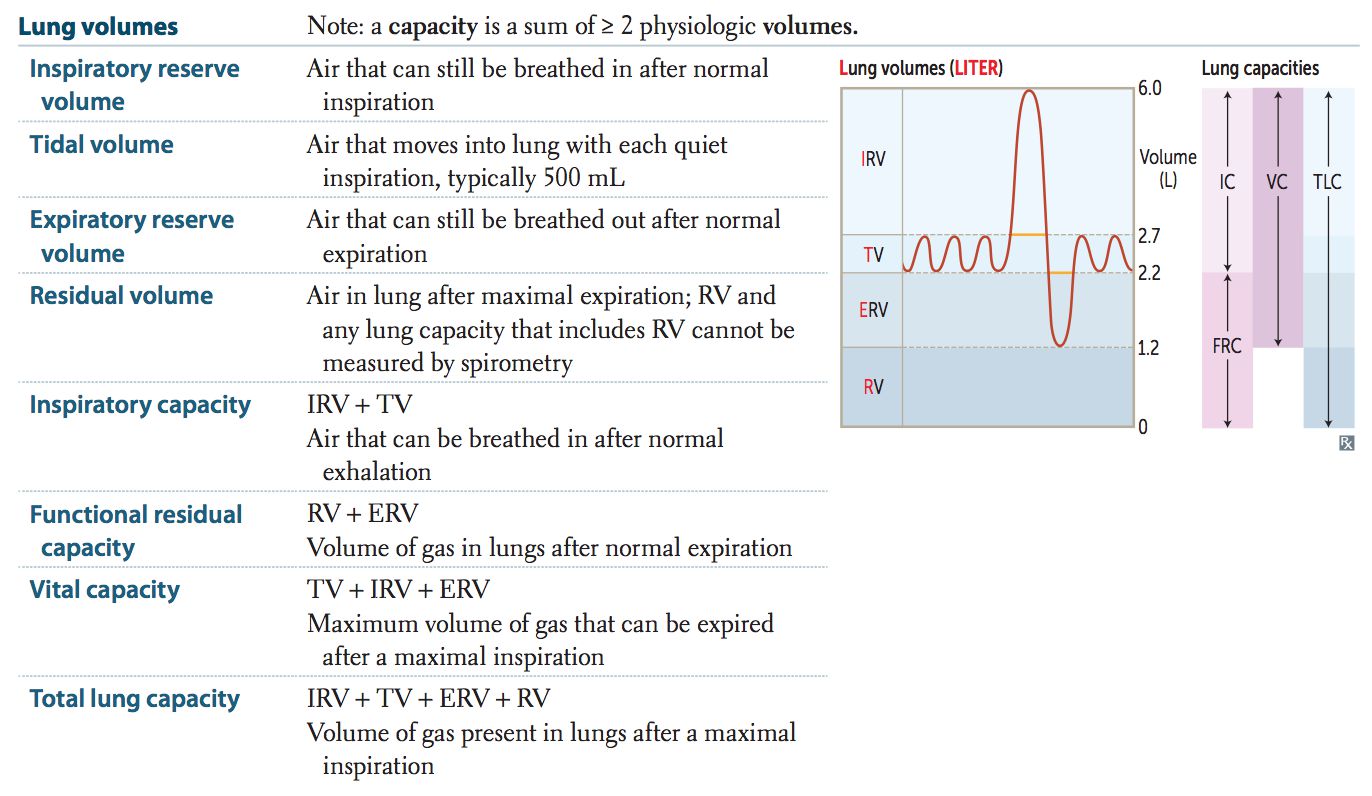 Lung volumes
Note: a capacity is a sum of ≥ 2 physiologic volumes.
Inspiratory reserve
volume
Air that can still be breathed in after normal
inspiration
Tidal volume
Air that moves into lung with each quiet
inspiration, typically 500 mL
Expiratory reserve
volume
Air that can still be breathed out after normal
expiration
Residual volume
Air in lung after maximal expiration; RV and
any lung capacity that includes RV cannot be
measured by spirometry
Inspiratory capacity
IRV + TV
Air that can be breathed in after normal
exhalation
Functional residual
capacity
RV + ERV
Volume of gas in lungs after normal expiration
Vital capacity
TV + IRV + ERV
Maximum volume of gas that can be expired
after a maximal inspiration
Total lung capacity
IRV + TV + ERV + RV
Volume of gas present in lungs after a maximal
inspiration
Lung volumes (LITER)
IRV
TV
ERV
RV
6.0
Volume
(L)
2.7
2.2
1.2
0
Lung capacities
IC
VC
TLC
FRC
Rx